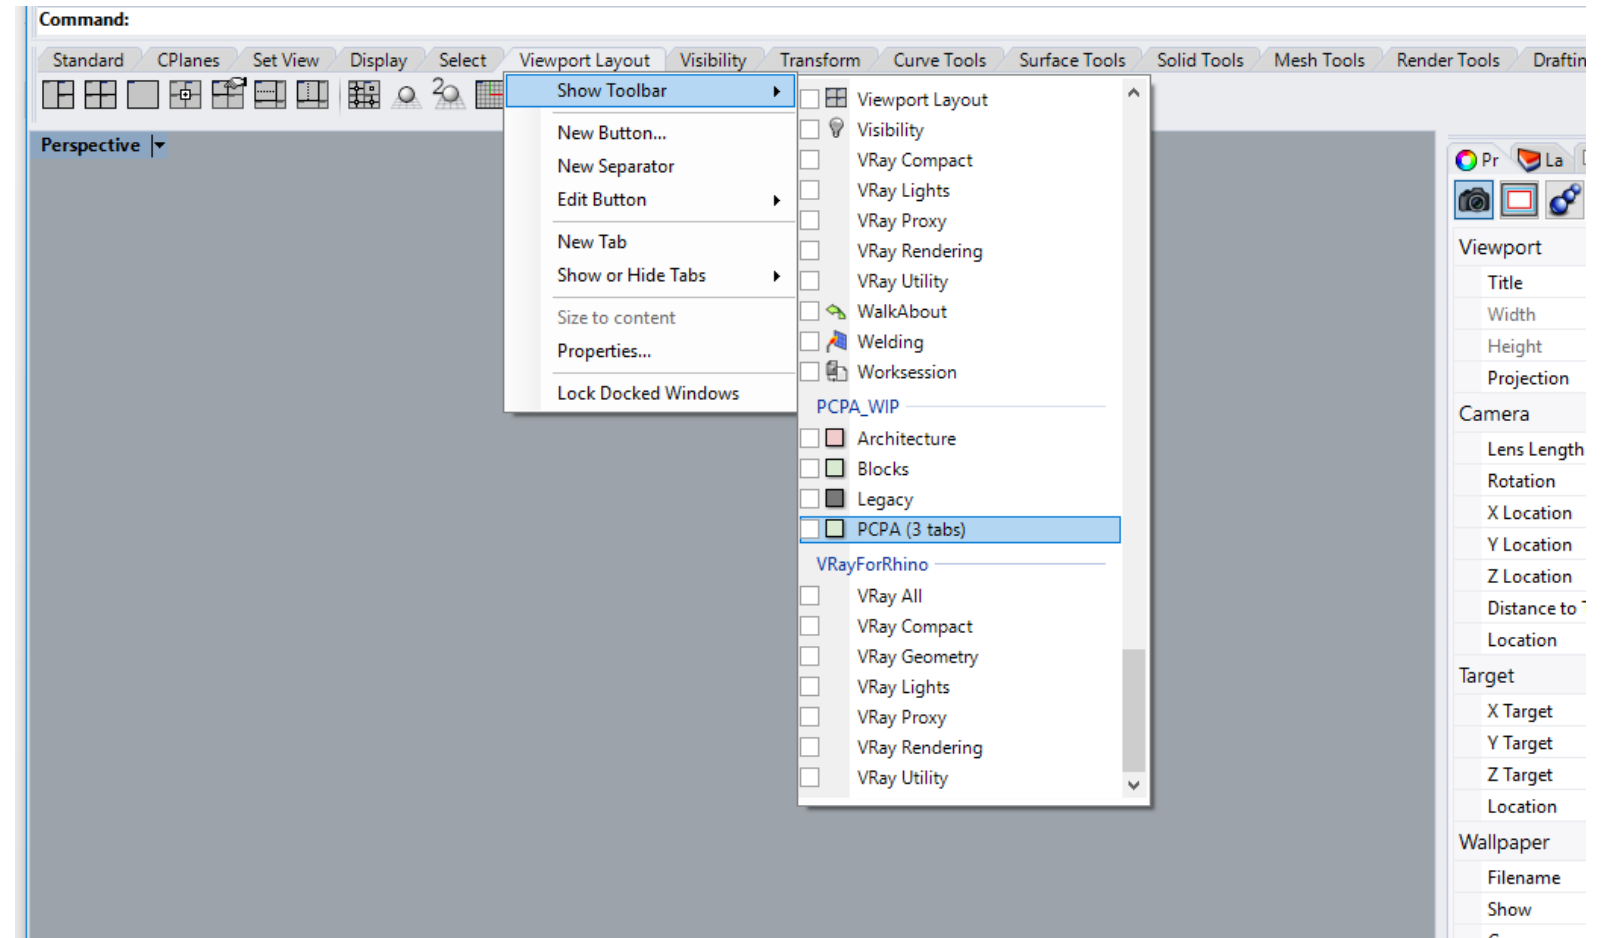 Command:
Standard CPlanes Set View Display Select Viewport Layout Visibility Transform Curve Tools Surface Tools Solid Tools Mesh Tools Render Tools Draftin
2
Perspective
Show Toolbar
New Button...
New Separator
Edit Button
New Tab
Show or Hide Tabs
Size to content
Properties...
Lock Docked Windows
Viewport Layout
Visibility
VRay Compact
VRay Lights
VRay Proxy
VRay Rendering
VRay Utility
WalkAbout
Welding
Worksession
PCPA_WIP
Architecture
Blocks
Legacy
PCPA (3 tabs)
VRayForRhino
VRay All
VRay Compact
VRay Geometry
VRay Lights
VRay Proxy
VRay Rendering
VRay Utility
Pr La
Viewport
Title
Width
Height
Projection
Camera
Lens Length
Rotation
X Location
Y Location
Z Location
Distance to
Location
Target
X Target
Y Target
Z Target
Location
Wallpaper
Filename
Show